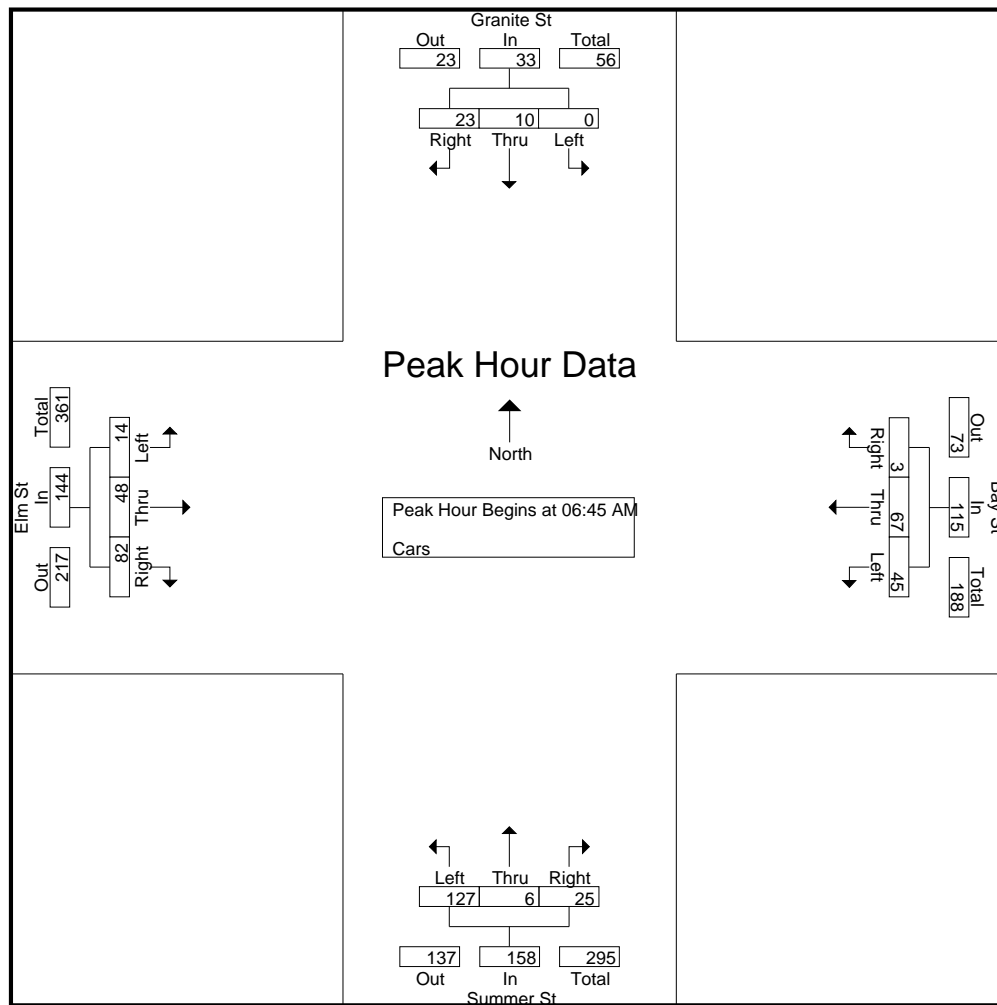 Granite St
Out In Total
23 33 56
23 10 0
Right Thru Left
Peak Hour Data
North
Peak Hour Begins at 06:45 AM
Cars
Elm St
Out In Total
217 144 361
82 48 14
Right Thru Left
Bay St
Out In Total
73 115 188
3 67 45
Right Thru Left
Left Thru Right
127 6 25
137 158 295
Out In Total
Summer St